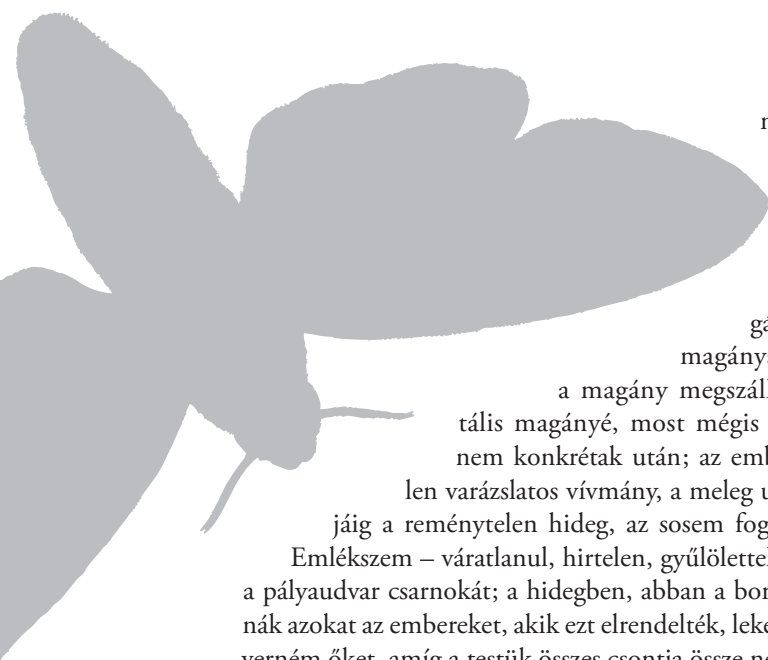 magány
a magány megszáll
tális magányé, most mégis
nem konkrétak után; az emb
len varázslatos vívmány, a meleg u
jáig a reménytelen hideg, az sosem fog
Emlékszem – váratlanul, hirtelen, gyűlölette
a pályaudvar csarnokát; a hidegben, abban a bor
nák azokat az embereket, akik ezt elrendelték, leke
verném őket, amíg a testük összes csontja össze